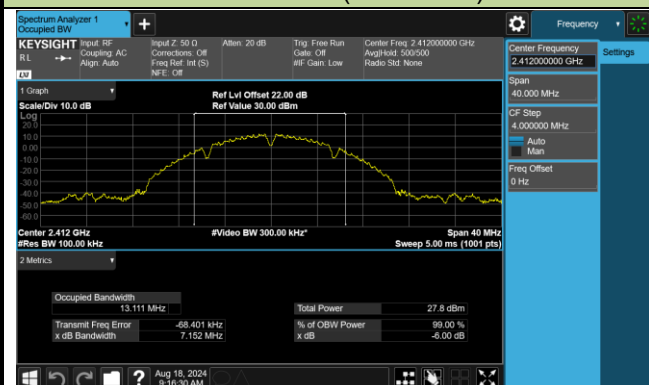 Spectrum Analyzer 1
Occupied BW
Frequency
KEYSIGHT
Input: RF
Coupling: AC
Align: Auto
Input Z: 50 Ω
Corrections: Off
Freq Ref: Int (S)
NFE: Off
Atten: 20 dB
Trig: Free Run
Gate: Off
#IF Gain: Low
Center Freq: 2.412000000 GHz
Avg|Hold: 500/500
Radio Std: None
RL
LXI
Center Frequency
2.412000000 GHz
Settings
Span
40.000 MHz
CF Step
4.000000 MHz
Auto
Man
Freq Offset
0 Hz
1 Graph
Scale/Div 10.0 dB
Ref Lvl Offset 22.00 dB
Ref Value 30.00 dBm
Log
20.0
10.0
0.00
-10.0
-20.0
-30.0
-40.0
-50.0
-60.0
Center 2.412 GHz
#Res BW 100.00 kHz
#Video BW 300.00 kHz*
Span 40 MHz
Sweep 5.00 ms (1001 pts)
2 Metrics
Occupied Bandwidth
13.111 MHz
Total Power 27.8 dBm
Transmit Freq Error -68.401 kHz
% of OBW Power 99.00 %
x dB Bandwidth 7.152 MHz
x dB -6.00 dB
?
Aug 18, 2024
9:16:30 AM